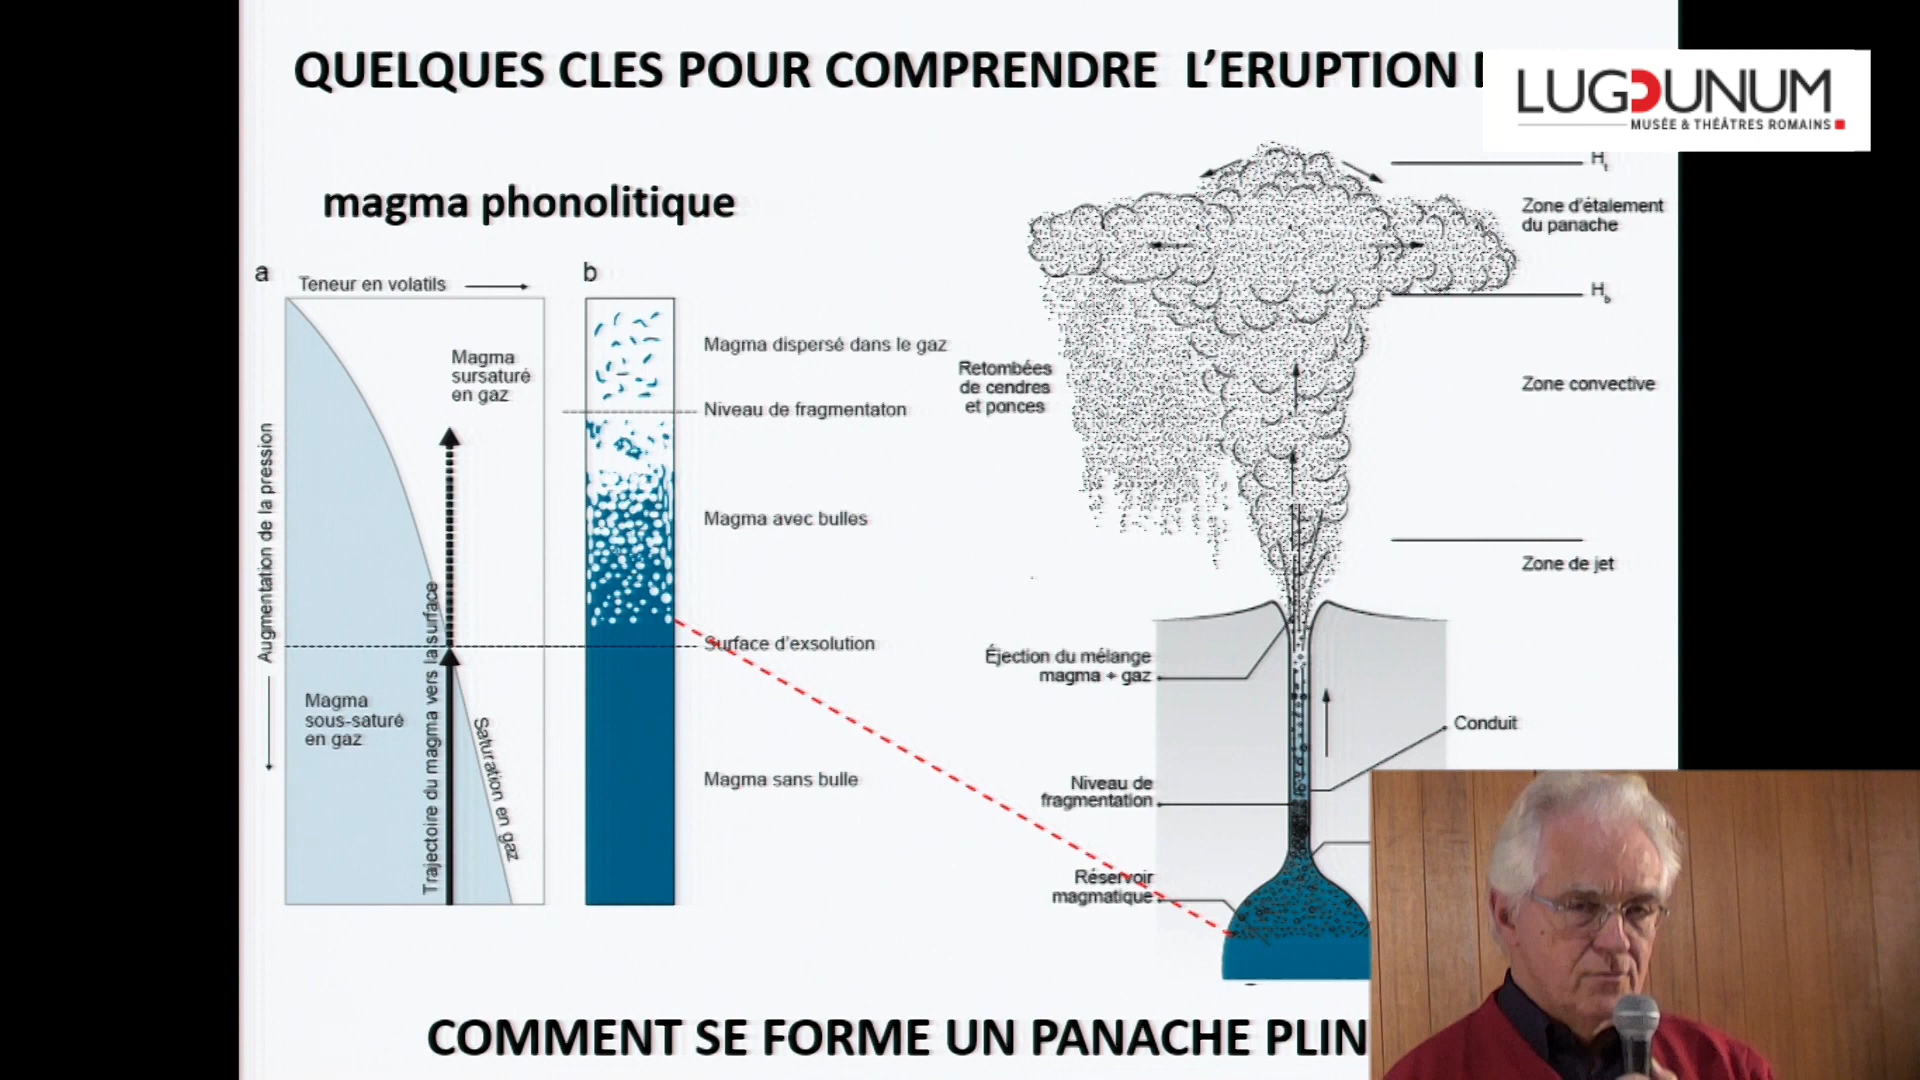 QUELQUES CLES POUR COMPRENDRE L’ERUPTION
LUGDUNUM
MUSÉE & THÉÂTRES ROMAINS
magma phonolitique
a
Teneur en volatils
Magma
sursaturé
en gaz
Augmentation de la pression
Magma
sous-saturé
en gaz
Trajectoire du magma vers la surface
Saturation en gaz
b
Magma dispersé dans le gaz
Niveau de fragmentaton
Magma avec bulles
Surface d’exsolution
Magma sans bulle
Ht
Zone d’étalement
du panache
Hb
Retombées
de cendres
et ponces
Zone convective
Zone de jet
Éjection du mélange
magma + gaz
Conduit
Niveau de
fragmentation
Réservoir
magmatique
COMMENT SE FORME UN PANACHE PLIN